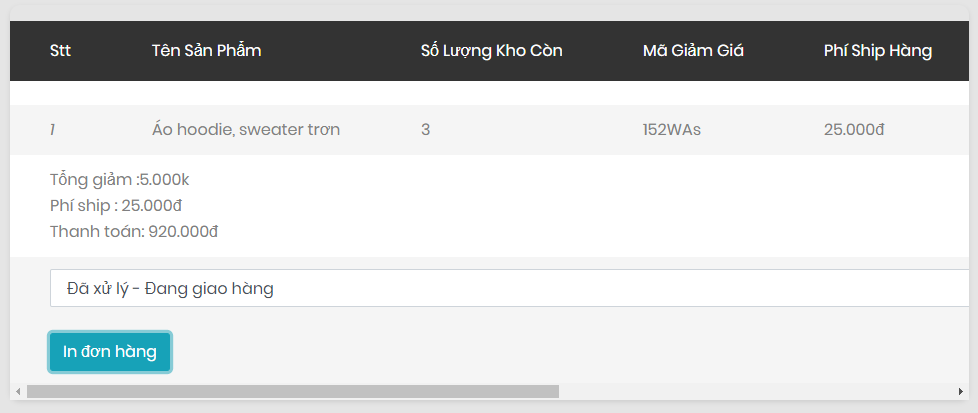 Stt Tên Sản Phẩm Số Lượng Kho Còn Mã Giảm Giá Phí Ship Hàng
1 Áo hoodie, sweater trơn 3 152WAs 25.000đ
Tổng giảm :5.000k
Phí ship : 25.000đ
Thanh toán: 920.000đ
Đã xử lý - Đang giao hàng
In đơn hàng